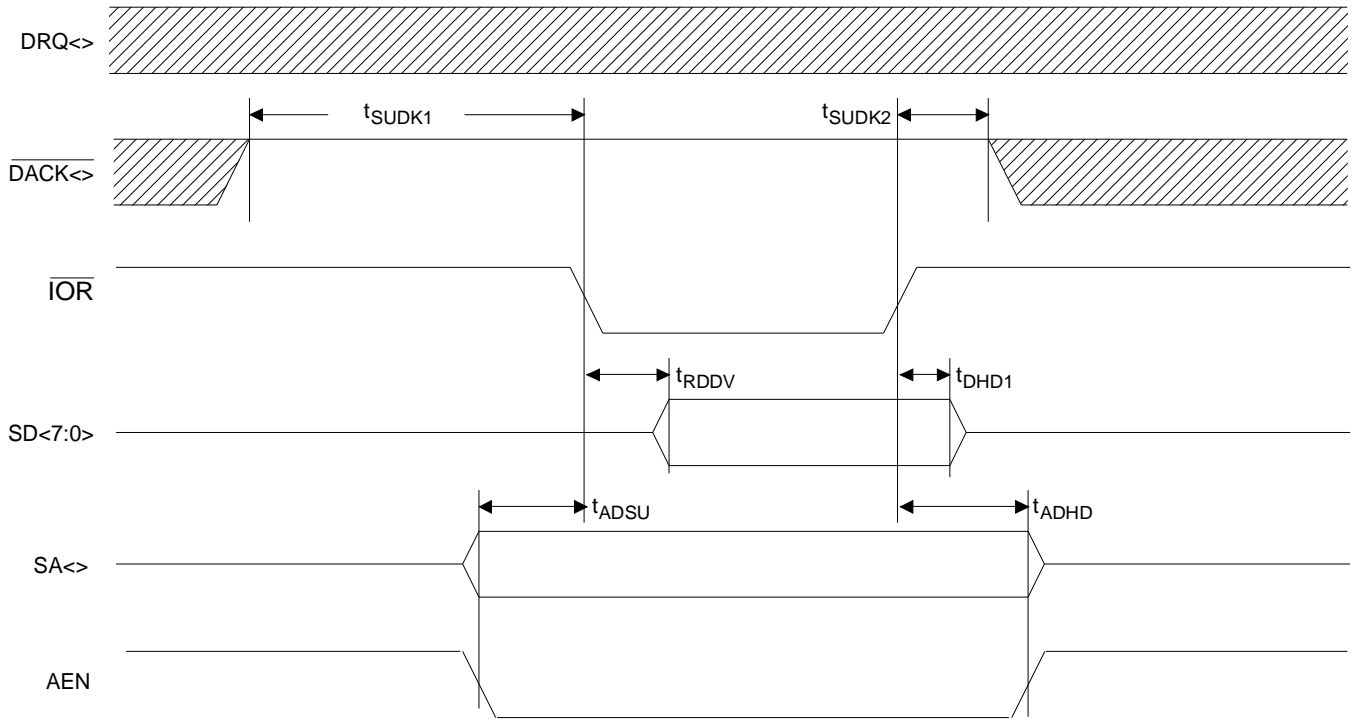 DRQ<>
tSUDK1
tSUDK2
DACK<>
IOR
tRDDV
tDHD1
SD<7:0>
tADSU
tADHD
SA<>
AEN